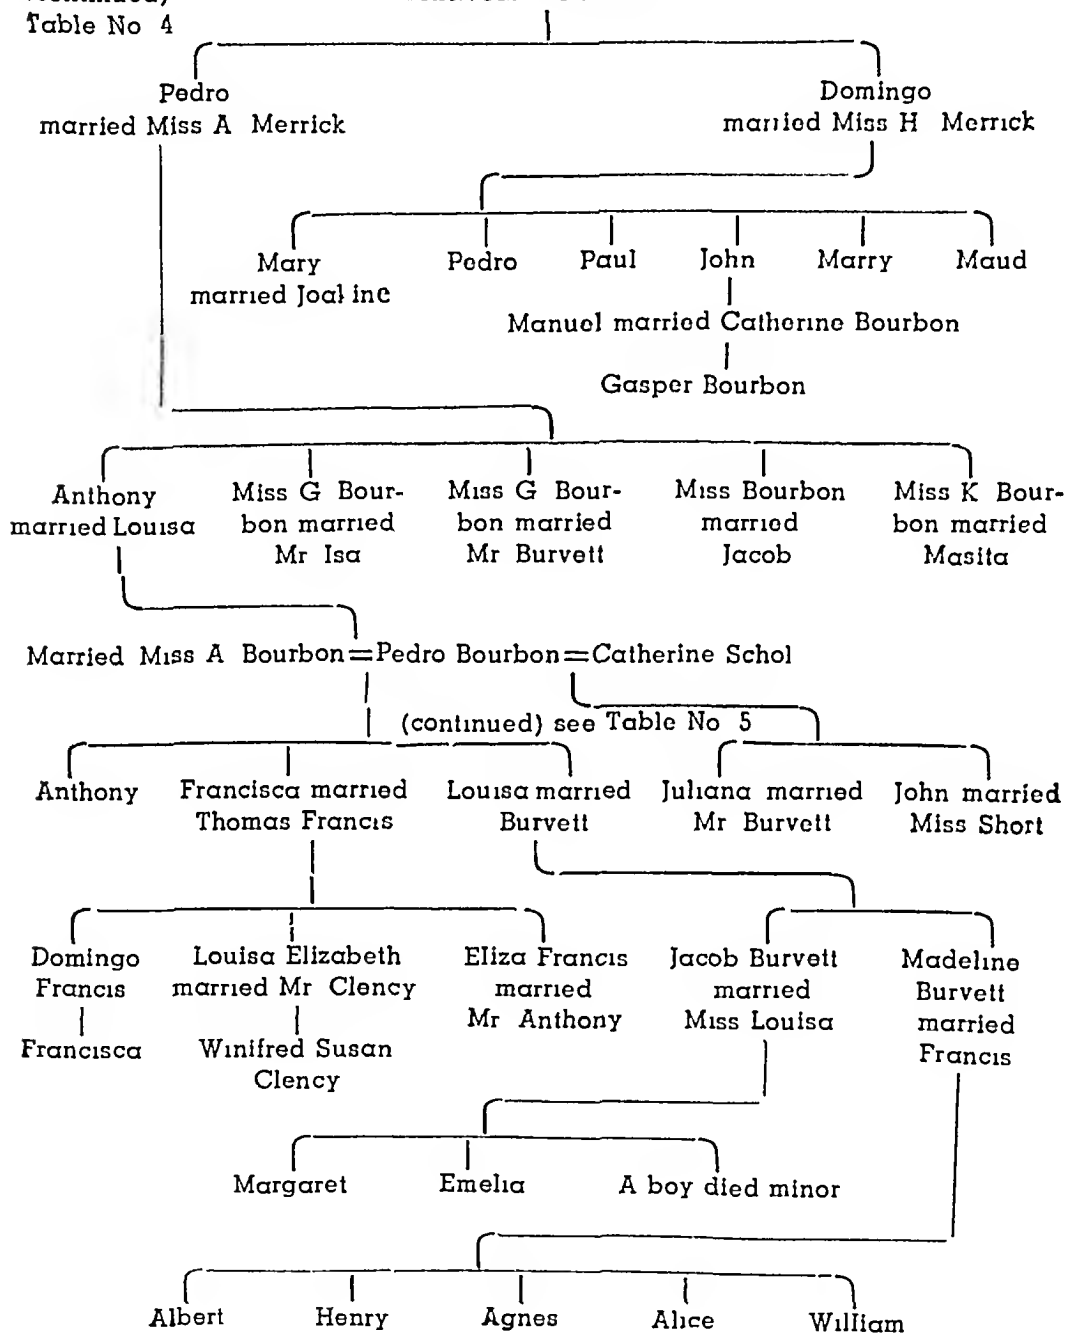 Table No 4
Pedro
married Miss A Merrick
Domingo
married Miss H Merrick
Mary
married Joal inc
Pedro
Paul
John
Marry
Maud
Manuel married Catherine Bourbon
Gasper Bourbon
Anthony
married Louisa
Miss G Bour-
bon married
Mr Isa
Miss G Bour-
bon married
Mr Burvett
Miss Bourbon
married
Jacob
Miss K Bour-
bon married
Masita
Married Miss A Bourbon=Pedro Bourbon=Catherine Schol
(continued) see Table No 5
Anthony
Francisca married
Thomas Francis
Louisa married
Burvett
Juliana married
Mr Burvett
John married
Miss Short
Domingo
Francis
Francisca
Louisa Elizabeth
married Mr Clency
Winifred Susan
Clency
Eliza Francis
married
Mr Anthony
Jacob Burvett
married
Miss Louisa
Madeline
Burvett
married
Francis
Margaret
Emelia
A boy died minor
Albert
Henry
Agnes
Alice
William